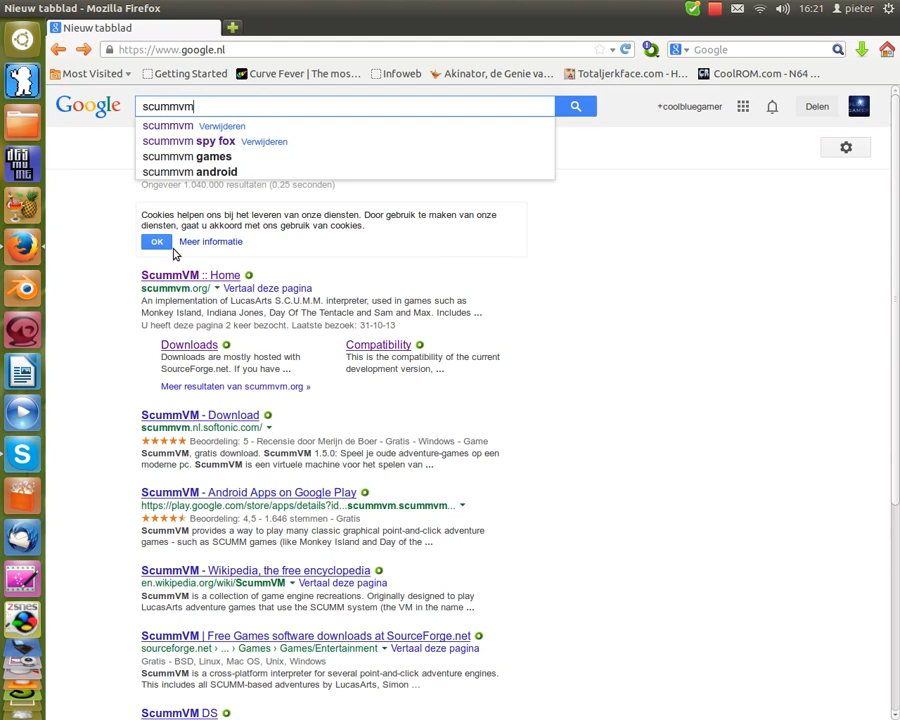 Nieuw tabblad - Mozilla Firefox
16:21 pieter
Nieuw tabblad
https://www.google.nl
Google
Most Visited
Getting Started
Curve Fever | The mos...
Infoweb
Akinator, de Genie va...
Totaljerkface.com - H...
CoolROM.com - N64 ...
Google
scummvm
+coolbluegamer
Delen
scummvm Verwijderen
scummvm spy fox Verwijderen
scummvm games
scummvm android
Ongeveer 1.040.000 resultaten (0,25 seconden)
Cookies helpen ons bij het leveren van onze diensten. Door gebruik te maken van onze
diensten, gaat u akkoord met ons gebruik van cookies.
OK Meer informatie
ScummVM :: Home
scummvm.org/ Vertaal deze pagina
An implementation of LucasArts S.C.U.M.M. interpreter, used in games such as
Monkey Island, Indiana Jones, Day Of The Tentacle and Sam and Max. Includes ...
U heeft deze pagina 2 keer bezocht. Laatste bezoek: 31-10-13
Downloads
Downloads are mostly hosted with
SourceForge.net. If you have ...
Compatibility
This is the compatibility of the current
development version, ...
Meer resultaten van scummvm.org »
ScummVM - Download
scummvm.nl.softonic.com/
Beoordeling: 5 - Recensie door Merijn de Boer - Gratis - Windows - Game
ScummVM, gratis download. ScummVM 1.5.0: Speel je oude adventure-games op een
moderne pc. ScummVM is een virtuele machine voor het spelen van ...
ScummVM - Android Apps on Google Play
https://play.google.com/store/apps/details?id...scummvm.scummvm...
Beoordeling: 4,5 - 1.646 stemmen - Gratis
ScummVM provides a way to play many classic graphical point-and-click adventure
games - such as SCUMM games (like Monkey Island and Day of the ...
ScummVM - Wikipedia, the free encyclopedia
en.wikipedia.org/wiki/ScummVM Vertaal deze pagina
ScummVM is a collection of game engine recreations. Originally designed to play
LucasArts adventure games that use the SCUMM system (the VM in the name ...
ScummVM | Free Games software downloads at SourceForge.net
sourceforge.net › ... › Games › Games/Entertainment Vertaal deze pagina
Gratis - BSD, Linux, Mac OS, Unix, Windows
ScummVM is a cross-platform interpreter for several point-and-click adventure engines.
This includes all SCUMM-based adventures by LucasArts, Simon ...
ScummVM DS